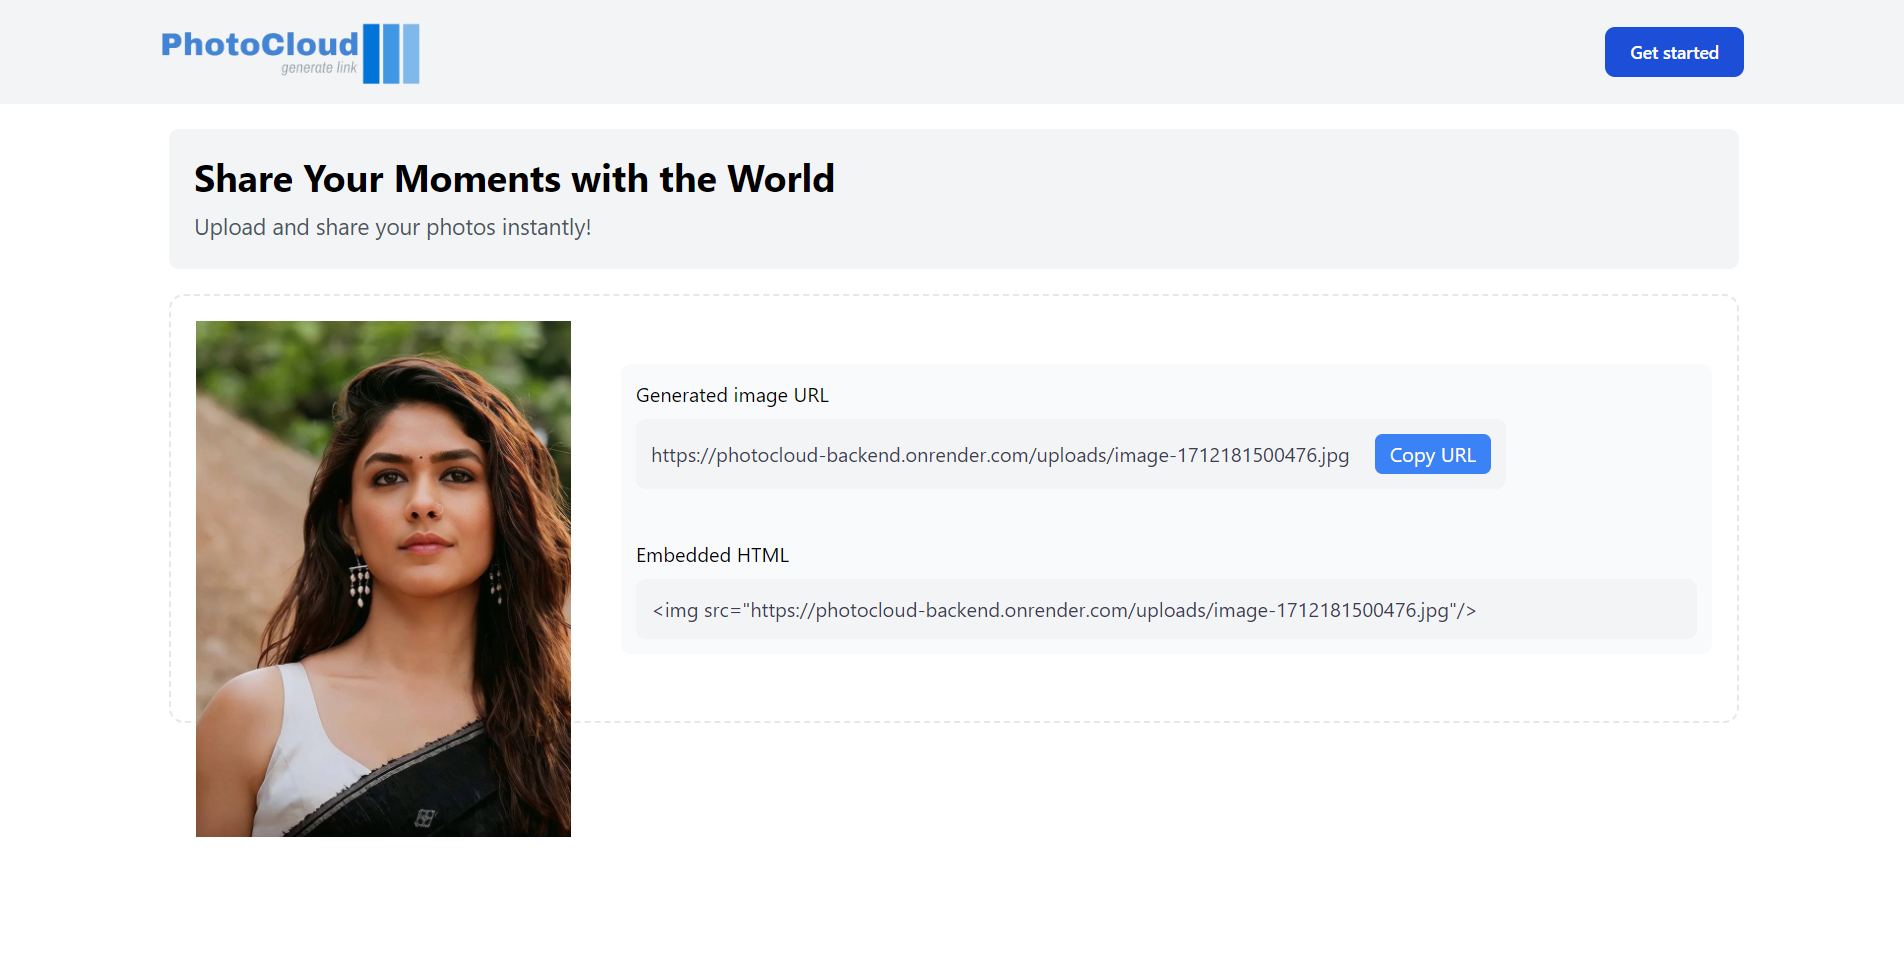 PhotoCloud
generate link
Get started
Share Your Moments with the World
Upload and share your photos instantly!
Generated image URL
https://photocloud-backend.onrender.com/uploads/image-1712181500476.jpg
Copy URL
Embedded HTML
<img src="https://photocloud-backend.onrender.com/uploads/image-1712181500476.jpg"/>